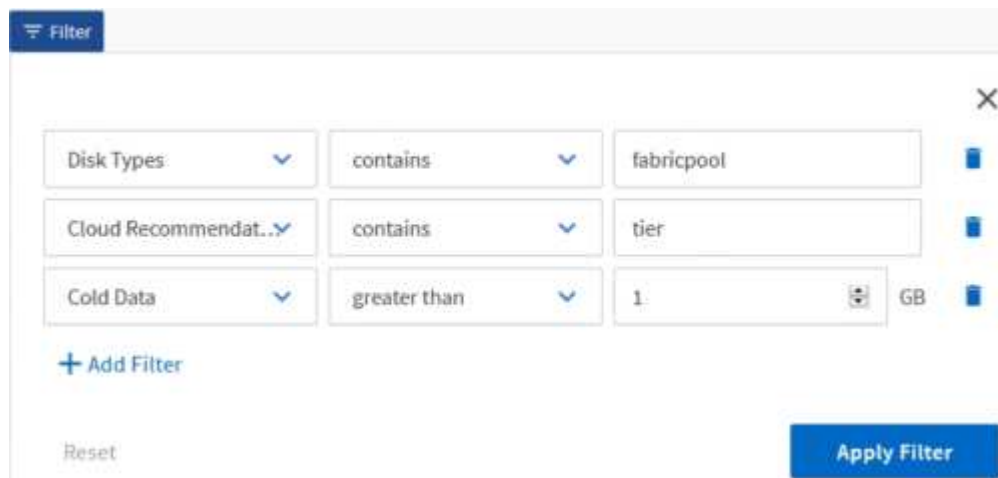 Filter
Disk Types contains fabricpool
Cloud Recommendat... contains tier
Cold Data greater than 1 GB
+ Add Filter
Reset Apply Filter